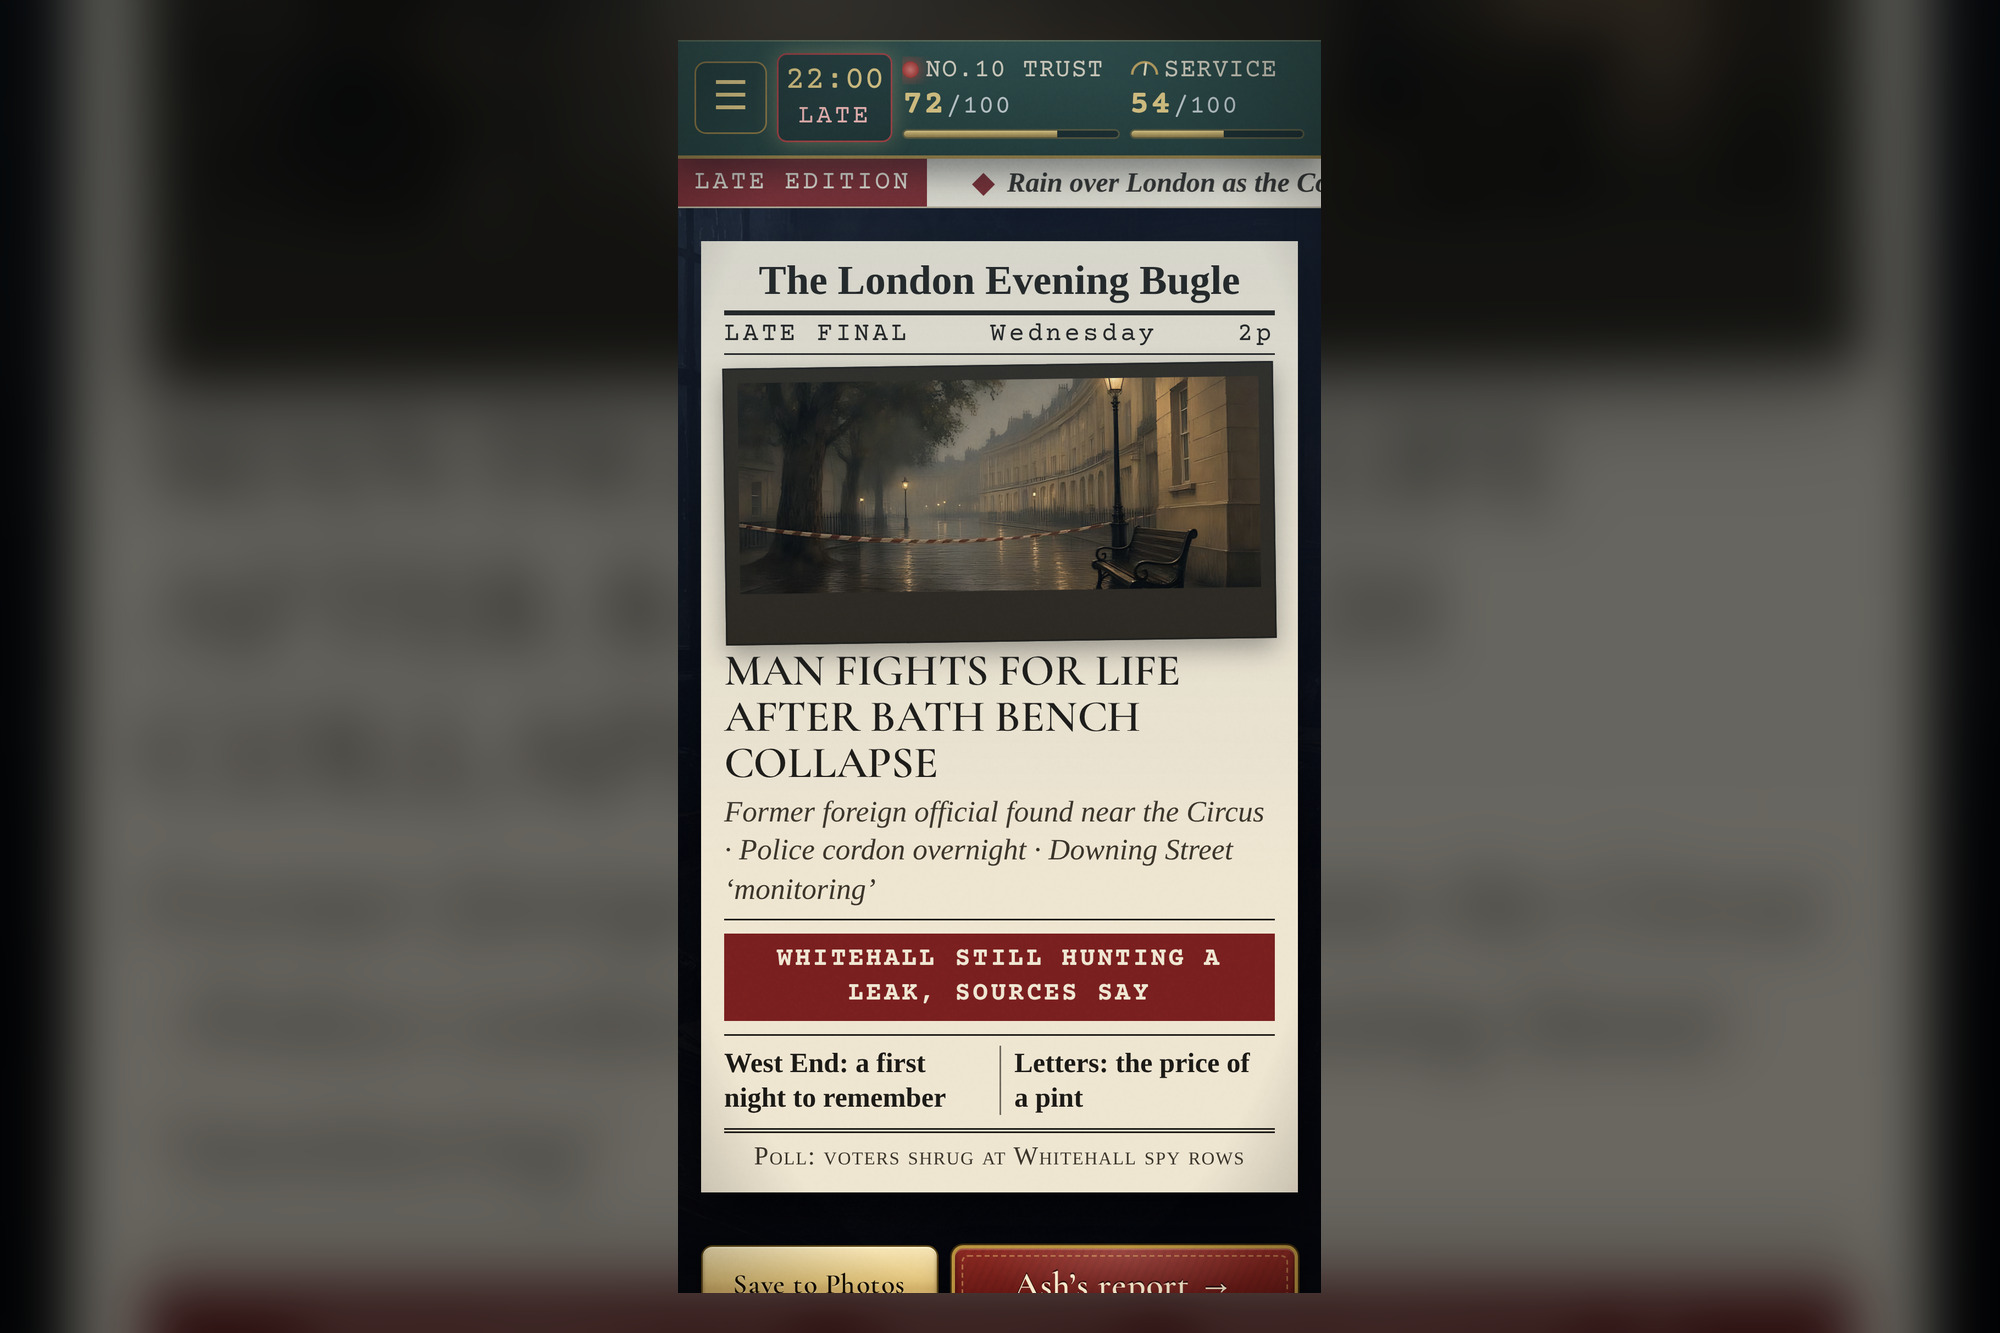 22:00
LATE
NO.10 TRUST
72/100
SERVICE
54/100
LATE EDITION
◆ Rain over London as the
The London Evening Bugle
LATE FINAL Wednesday 2p
MAN FIGHTS FOR LIFE
AFTER BATH BENCH
COLLAPSE
Former foreign official found near the Circus
· Police cordon overnight · Downing Street
‘monitoring’
WHITEHALL STILL HUNTING A
LEAK, SOURCES SAY
West End: a first
night to remember
Letters: the price of
a pint
Poll: voters shrug at Whitehall spy rows
Save to Photos
Ash’s report →